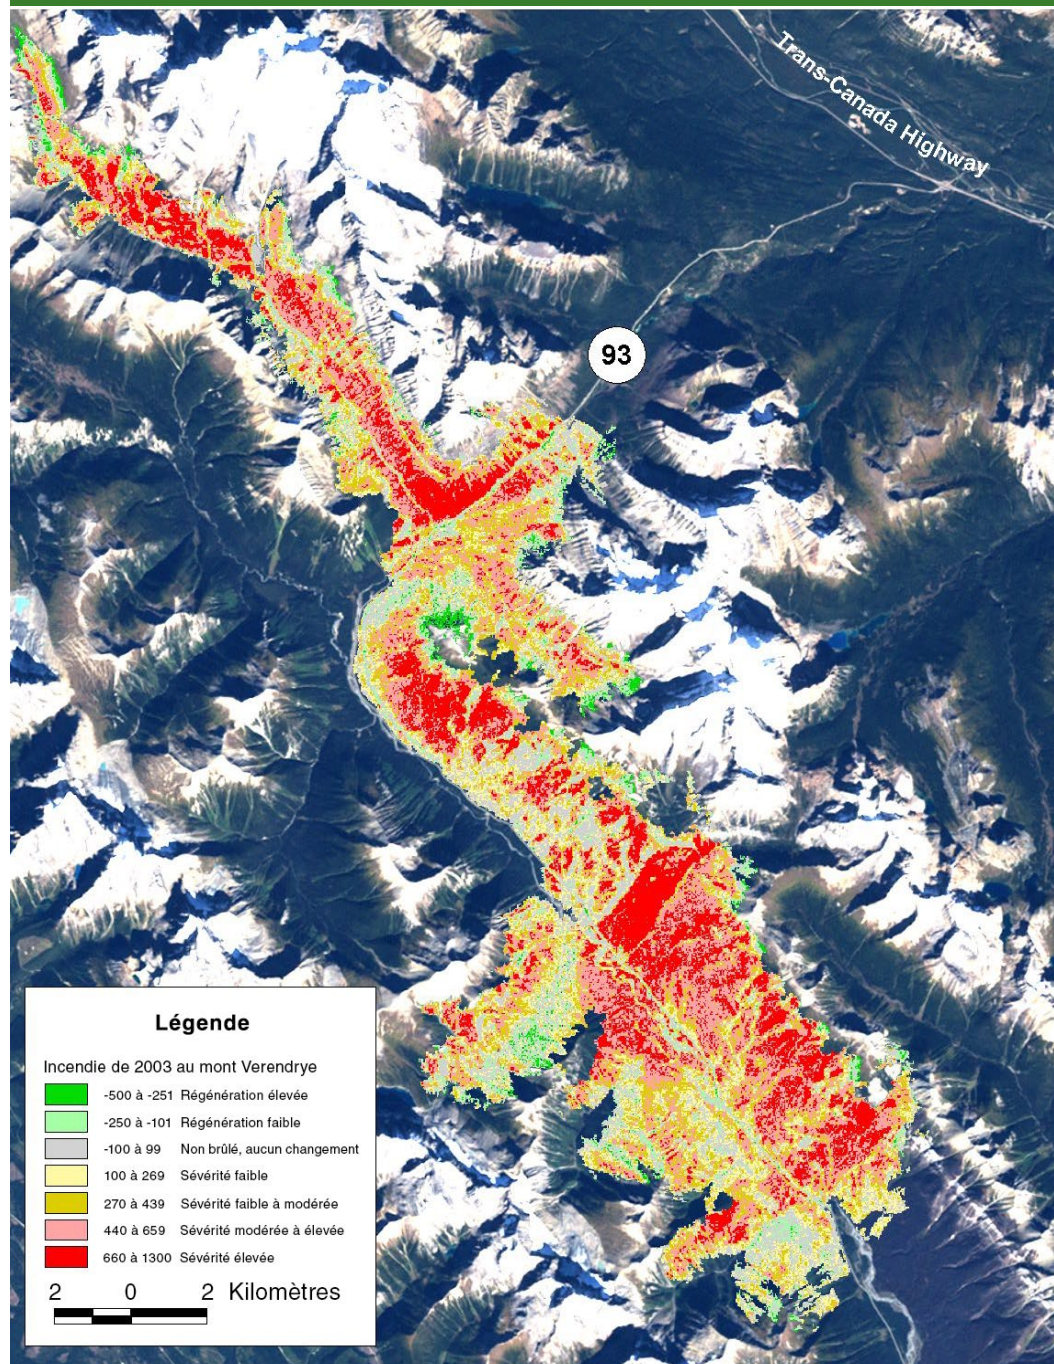 Trans-Canada Highway
93
Légende
Incendie de 2003 au mont Verendrye
-500 à -251 Régénération élevée
-250 à -101 Régénération faible
-100 à 99 Non brûlé, aucun changement
100 à 269 Sévérité faible
270 à 439 Sévérité faible à modérée
440 à 659 Sévérité modérée à élevée
660 à 1300 Sévérité élevée
2 0 2 Kilomètres